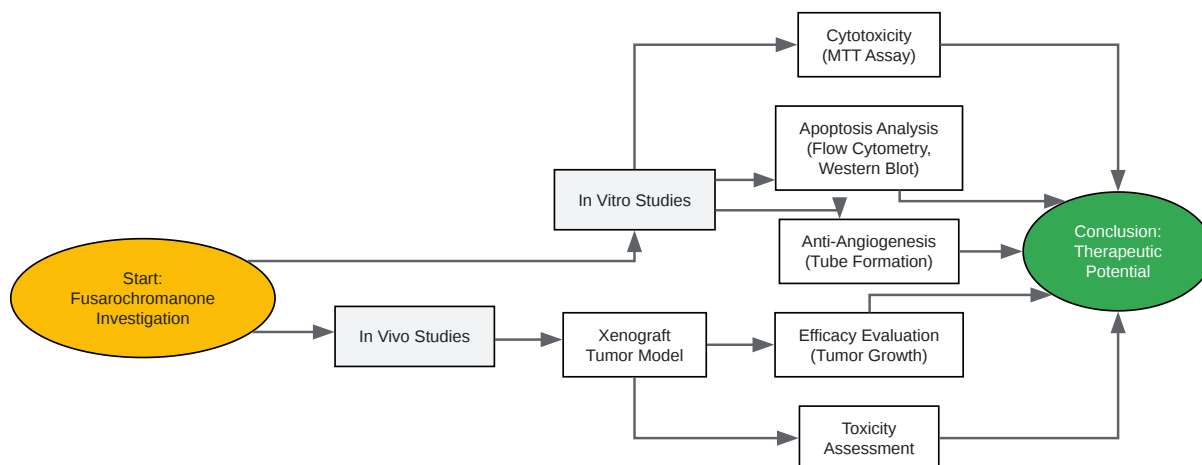 Start:
Fusarochromanone
Investigation
In Vitro Studies
In Vivo Studies
Cytotoxicity
(MTT Assay)
Apoptosis Analysis
(Flow Cytometry,
Western Blot)
Anti-Angiogenesis
(Tube Formation)
Xenograft
Tumor Model
Efficacy Evaluation
(Tumor Growth)
Toxicity
Assessment
Conclusion:
Therapeutic
Potential